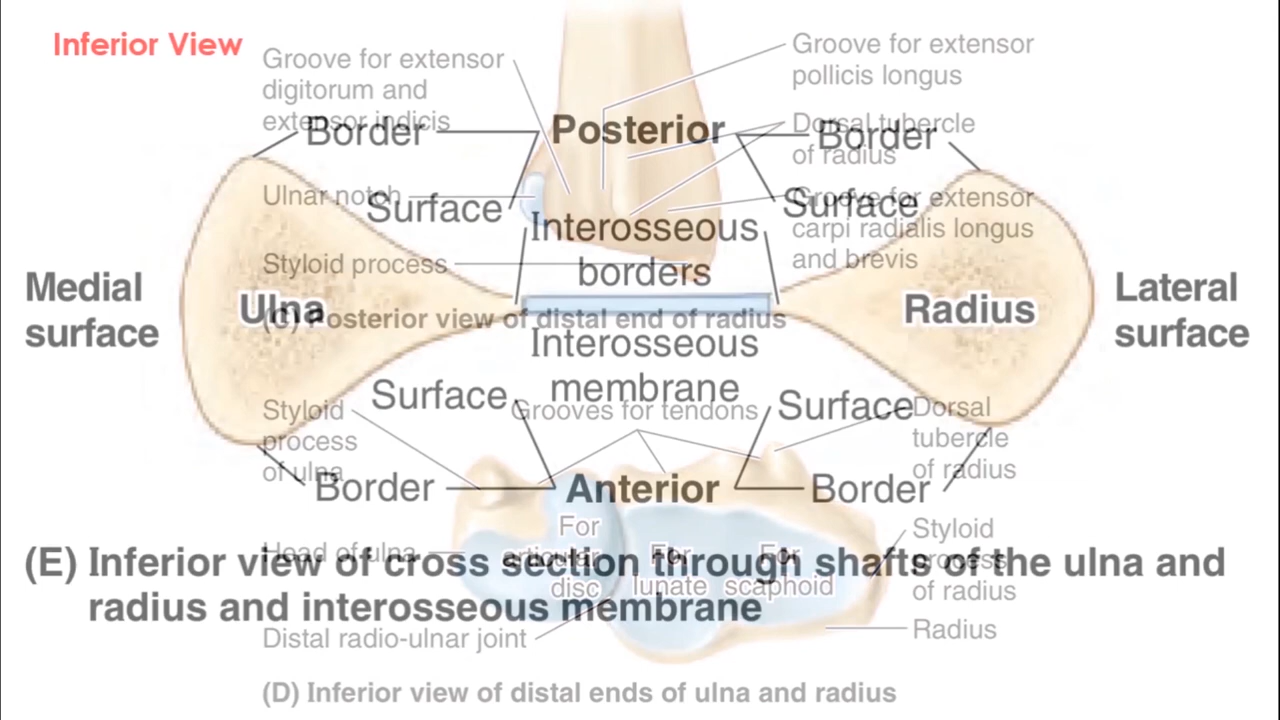 Inferior View
Groove for extensor
digitorum and
extensor indicis
Groove for extensor
pollicis longus
Border
Posterior
Dorsal tubercle
of radius
Border
Ulnar notch
Surface
Surface
Groove for extensor
carpi radialis longus
and brevis
Interosseous
borders
Styloid process
Medial
surface
Ulna
Radius
Lateral
surface
(C) Posterior view of distal end of radius
Interosseous
membrane
Surface
Surface
Grooves for tendons
Styloid
process
of ulna
Dorsal
tubercle
of radius
Border
Anterior
Border
For
articular
disc
For
lunate
For
scaphoid
Head of ulna
Styloid
process
of radius
(E) Inferior view of cross section through shafts of the ulna and
radius and interosseous membrane
Distal radio-ulnar joint
Radius
(D) Inferior view of distal ends of ulna and radius